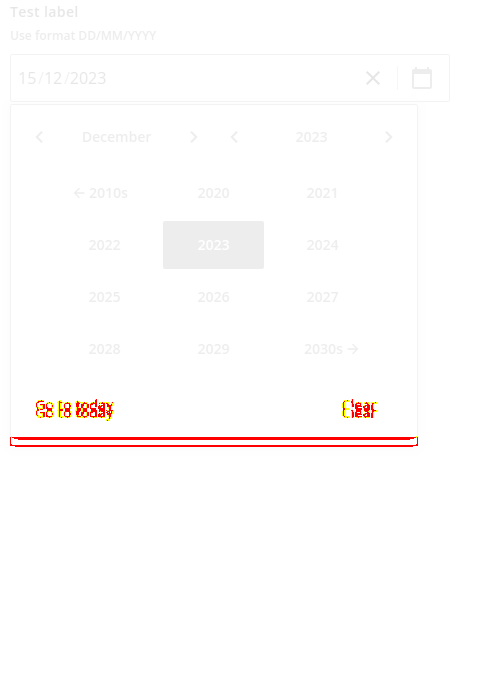 Test label
Use format DD/MM/YYYY
15/12/2023
December 2023
← 2010s 2020 2021
2022 2023 2024
2025 2026 2027
2028 2029 2030s →
Go to today Clear